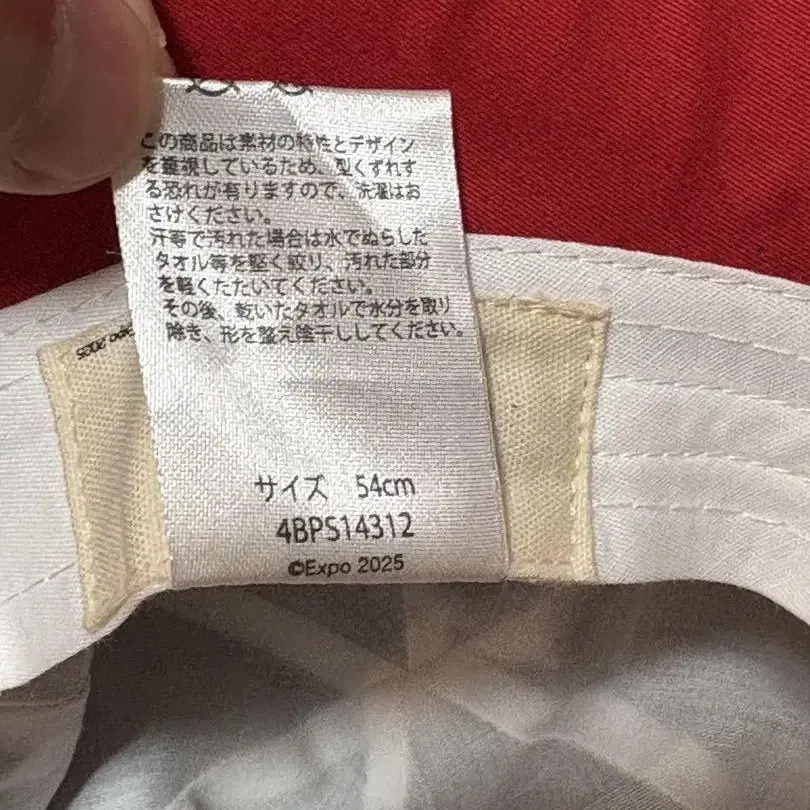 この商品は素材の特性とデザイン
を重視しているため、型くずれす
る恐れが有りますので、洗濯はお
さけください。
汗等で汚れた場合は水でぬらした
タオル等を軽く絞り、汚れた部分
を軽くたたいてください。
その後、乾いたタオルで水分を取り
除き、形を整え陰干ししてください。
サイズ 54cm
4BPS14312
©Expo 2025